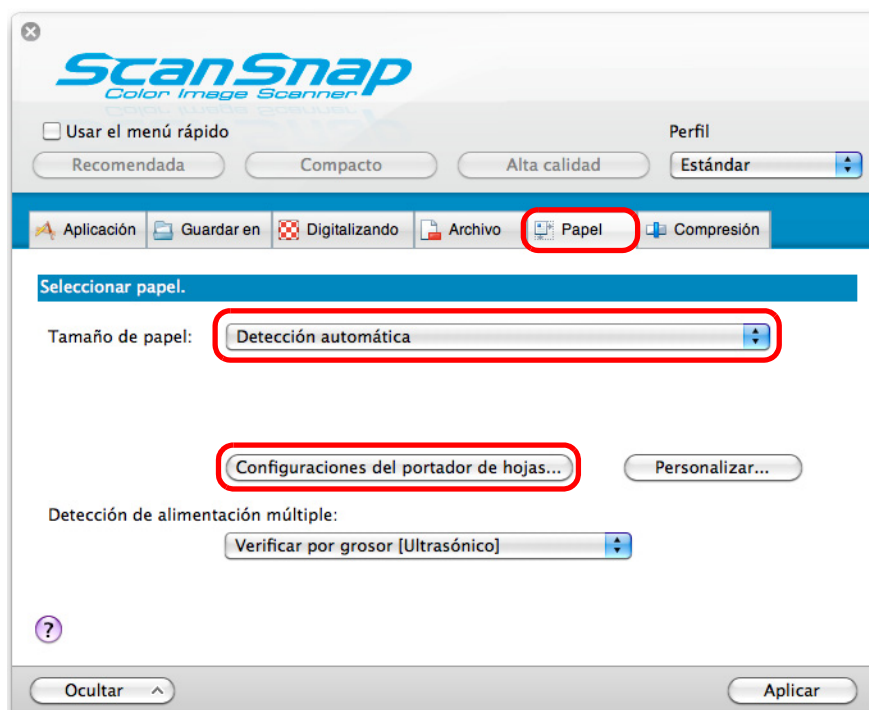 ScanSnap
Color Image Scanner
Usar el menú rápido
Perfil
Recomendada Compacto Alta calidad Estándar
Aplicación Guardar en Digitalizando Archivo Papel Compresión
Seleccionar papel.
Tamaño de papel: Detección automática
Configuraciones del portador de hojas... Personalizar...
Detección de alimentación múltiple:
Verificar por grosor [Ultrasónico]
?
Ocultar Aplicar